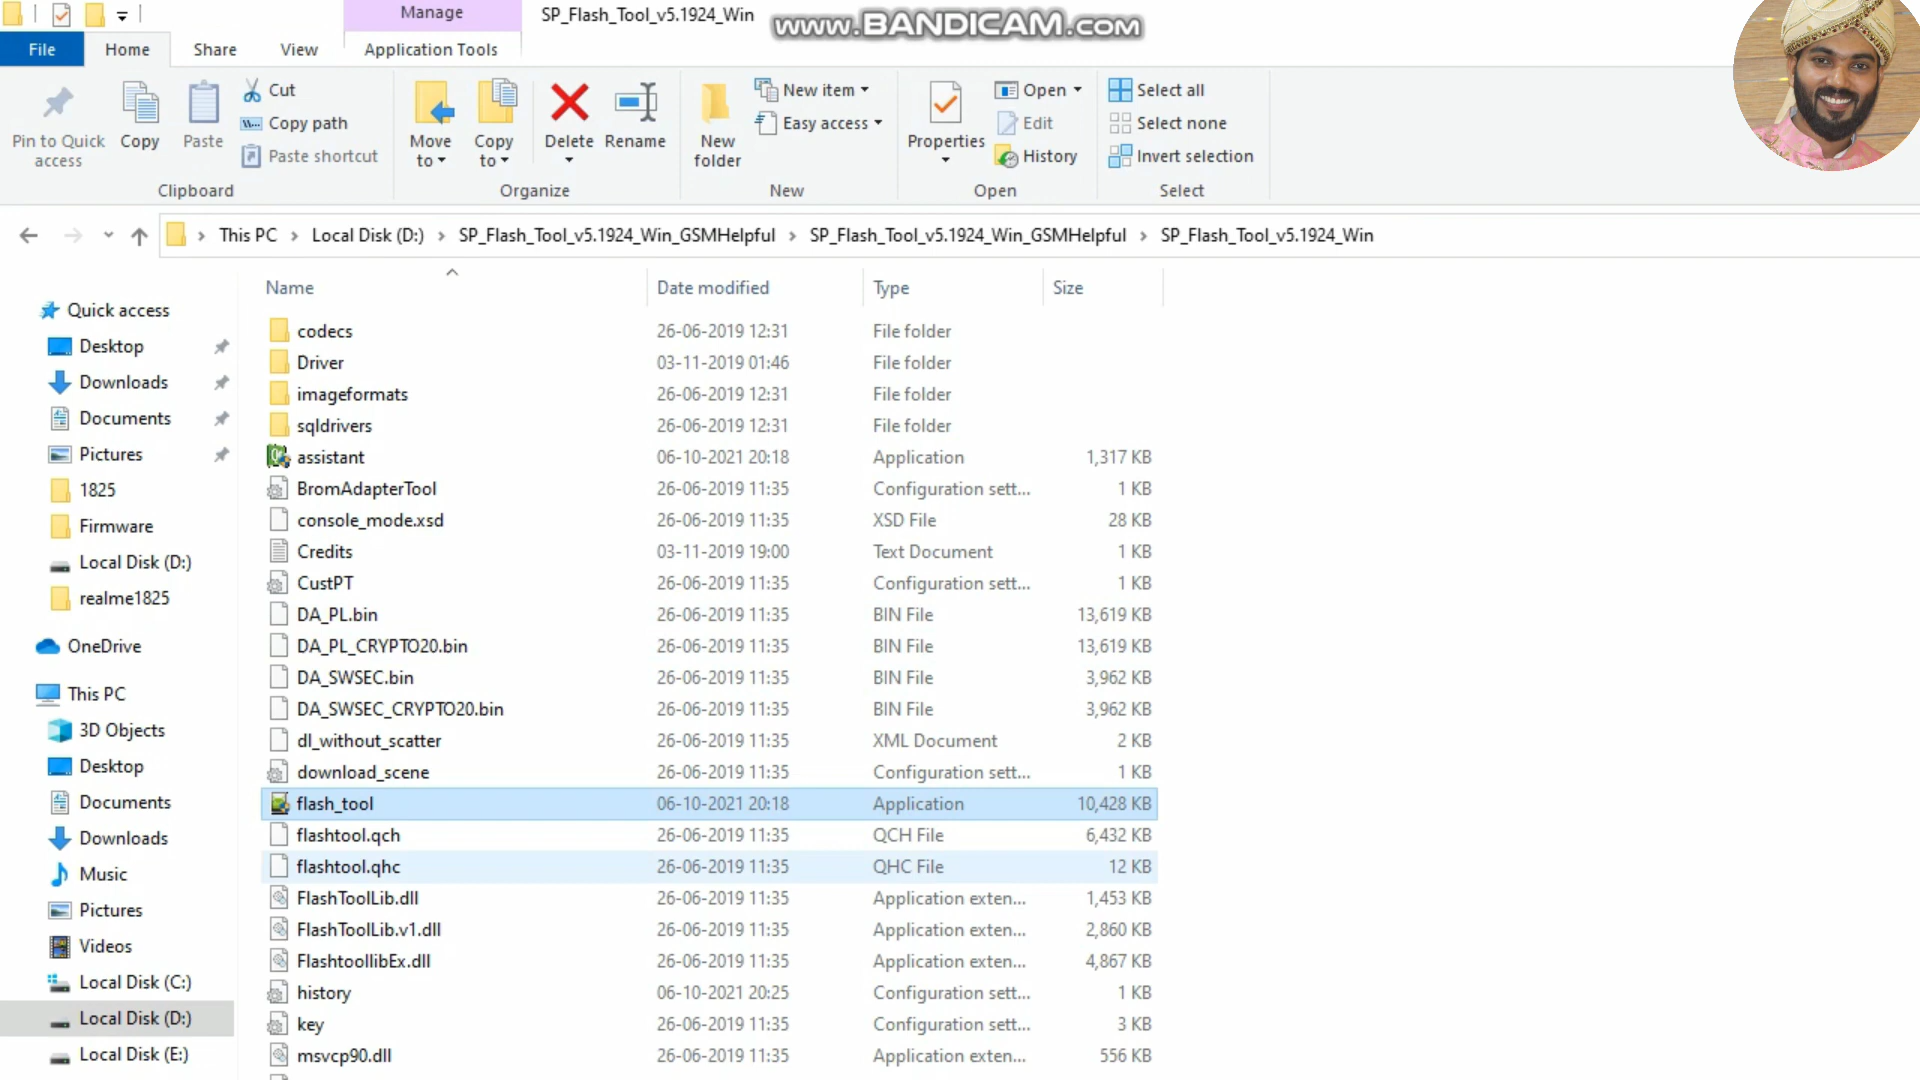 Manage
SP_Flash_Tool_v5.1924_Win
www.BANDICAM.com
File
Home
Share
View
Application Tools
Pin to Quick access
Copy
Paste
Cut
Copy path
Paste shortcut
Clipboard
Move to
Copy to
Delete
Rename
Organize
New folder
New item
Easy access
New
Properties
Open
Edit
History
Open
Select all
Select none
Invert selection
Select
This PC
Local Disk (D:)
SP_Flash_Tool_v5.1924_Win_GSMHelpful
SP_Flash_Tool_v5.1924_Win_GSMHelpful
SP_Flash_Tool_v5.1924_Win
Quick access
Desktop
Downloads
Documents
Pictures
1825
Firmware
Local Disk (D:)
realme1825
OneDrive
This PC
3D Objects
Desktop
Documents
Downloads
Music
Pictures
Videos
Local Disk (C:)
Local Disk (D:)
Local Disk (E:)
Name Date modified Type Size
codecs 26-06-2019 12:31 File folder
Driver 03-11-2019 01:46 File folder
imageformats 26-06-2019 12:31 File folder
sqldrivers 26-06-2019 12:31 File folder
assistant 06-10-2021 20:18 Application 1,317 KB
BromAdapterTool 26-06-2019 11:35 Configuration sett... 1 KB
console_mode.xsd 26-06-2019 11:35 XSD File 28 KB
Credits 03-11-2019 19:00 Text Document 1 KB
CustPT 26-06-2019 11:35 Configuration sett... 1 KB
DA_PL.bin 26-06-2019 11:35 BIN File 13,619 KB
DA_PL_CRYPTO20.bin 26-06-2019 11:35 BIN File 13,619 KB
DA_SWSEC.bin 26-06-2019 11:35 BIN File 3,962 KB
DA_SWSEC_CRYPTO20.bin 26-06-2019 11:35 BIN File 3,962 KB
dl_without_scatter 26-06-2019 11:35 XML Document 2 KB
download_scene 26-06-2019 11:35 Configuration sett... 1 KB
flash_tool 06-10-2021 20:18 Application 10,428 KB
flashtool.qch 26-06-2019 11:35 QCH File 6,432 KB
flashtool.qhc 26-06-2019 11:35 QHC File 12 KB
FlashToolLib.dll 26-06-2019 11:35 Application exten... 1,453 KB
FlashToolLib.v1.dll 26-06-2019 11:35 Application exten... 2,860 KB
FlashtoollibEx.dll 26-06-2019 11:35 Application exten... 4,867 KB
history 06-10-2021 20:25 Configuration sett... 1 KB
key 26-06-2019 11:35 Configuration sett... 3 KB
msvcp90.dll 26-06-2019 11:35 Application exten... 556 KB